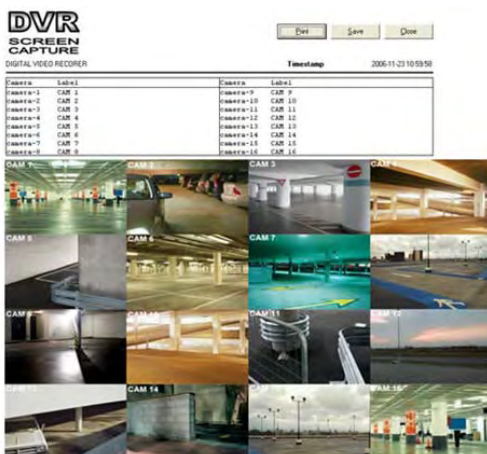 DVR
SCREEN
CAPTURE
DIGITAL VIDEO RECORER
Print Save Close
Timestamp 2006-11-23 10:59:58
Camera Label Camera Label
camera-1 CAM 1 camera-9 CAM 9
camera-2 CAM 2 camera-10 CAM 10
camera-3 CAM 3 camera-11 CAM 11
camera-4 CAM 4 camera-12 CAM 12
camera-5 CAM 5 camera-13 CAM 13
camera-6 CAM 6 camera-14 CAM 14
camera-7 CAM 7 camera-15 CAM 15
camera-8 CAM 8 camera-16 CAM 16
CAM 2 CAM 3
CAM 5 CAM 6 CAM 7
CAM 10 CAM 11 CAM 12
CAM 14 CAM 16